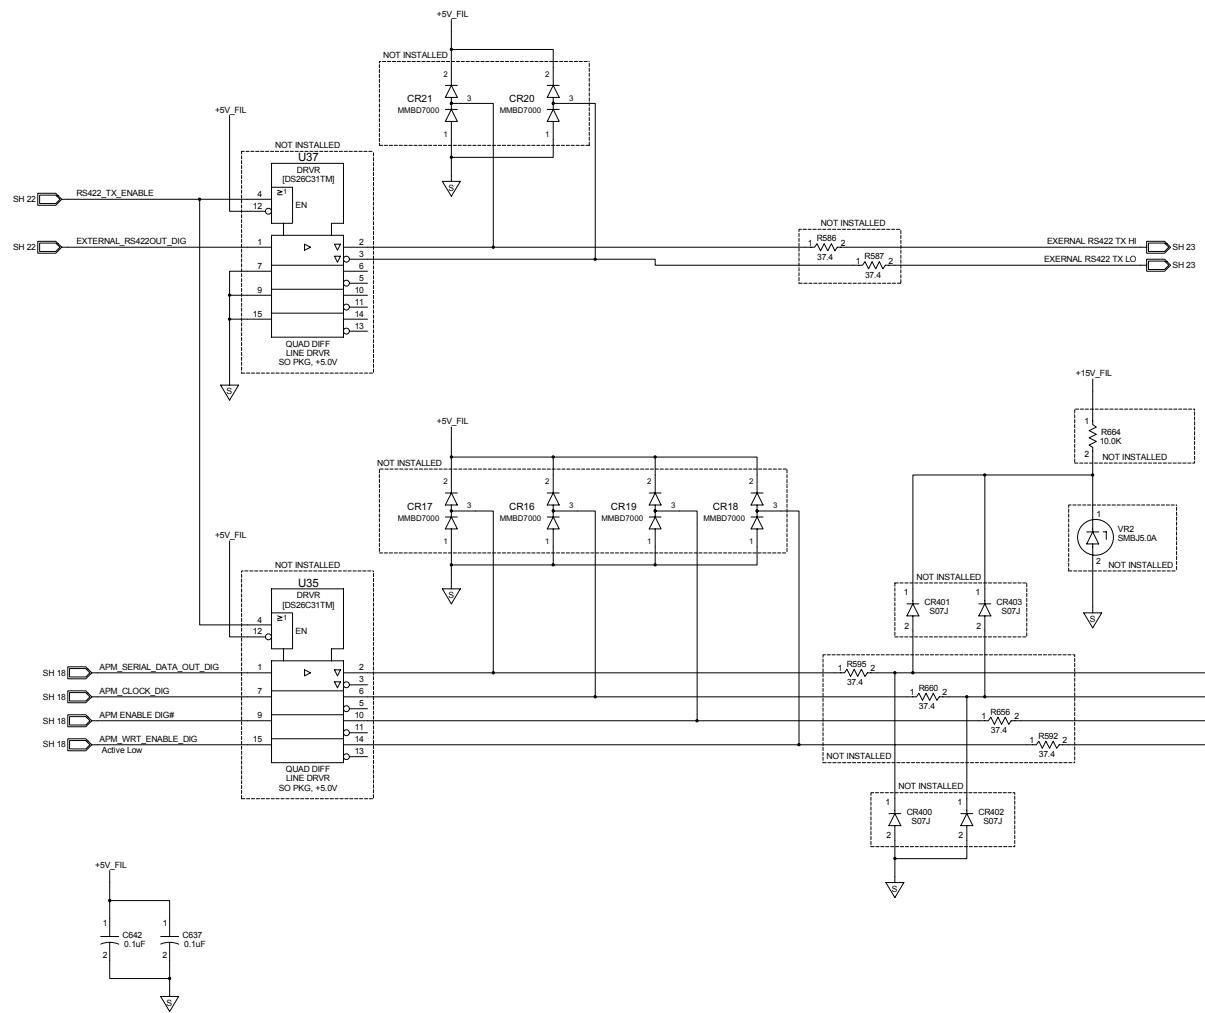 +5V_FIL
NOT INSTALLED
2
2
CR21
3
CR20
3
MMBD7000
MMBD7000
1
1
S
+5V_FIL
NOT INSTALLED
U37
DRVR
[DS26C31TM]
SH 22
RS422_TX_ENABLE
4
≥1
EN
12
SH 22
EXTERNAL_RS422OUT_DIG
1
2
3
7
6
5
9
10
11
15
14
13
QUAD DIFF
LINE DRVR
SO PKG, +5.0V
S
NOT INSTALLED
R586
1
2
37.4
R587
1
2
37.4
EXERNAL RS422 TX HI
SH 23
EXERNAL RS422 TX LO
SH 23
+15V_FIL
1
R664
10.0K
2
NOT INSTALLED
1
VR2
SMBJ5.0A
2
NOT INSTALLED
S
+5V_FIL
NOT INSTALLED
2
2
2
2
CR17
3
CR16
3
CR19
3
CR18
3
MMBD7000
MMBD7000
MMBD7000
MMBD7000
1
1
1
1
S
+5V_FIL
NOT INSTALLED
U35
DRVR
[DS26C31TM]
4
≥1
EN
12
SH 18
APM_SERIAL_DATA_OUT_DIG
1
2
3
SH 18
APM_CLOCK_DIG
7
6
5
SH 18
APM ENABLE DIG#
9
10
11
SH 18
APM_WRT_ENABLE_DIG
Active Low
15
14
13
QUAD DIFF
LINE DRVR
SO PKG, +5.0V
NOT INSTALLED
1
CR401
S07J
2
1
CR403
S07J
2
R595
1
2
37.4
R660
1
2
37.4
R656
1
2
37.4
R592
1
2
37.4
NOT INSTALLED
NOT INSTALLED
1
CR400
S07J
2
1
CR402
S07J
2
S
+5V_FIL
1
C642
0.1uF
2
1
C637
0.1uF
2
S